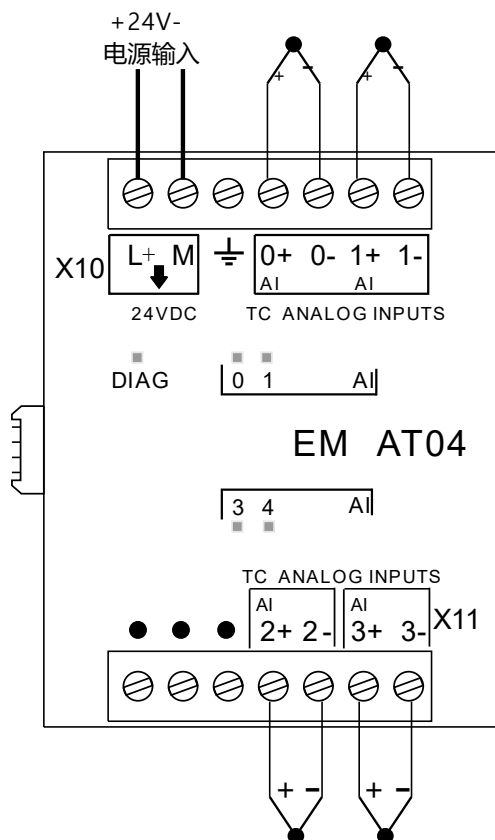 +24V-
电源输入
+ - + -
X10 L+ M 0+ 0- 1+ 1-
AI AI
24VDC TC ANALOG INPUTS
DIAG 0 1 AI
EM AT04
3 4 AI
TC ANALOG INPUTS
AI AI
2+ 2- 3+ 3- X11
+ - + -